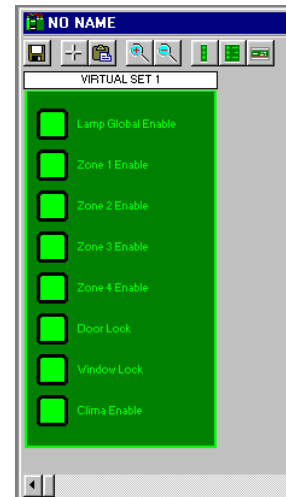 NO NAME
VIRTUAL SET 1
Lamp Global Enable
Zone 1 Enable
Zone 2 Enable
Zone 3 Enable
Zone 4 Enable
Door Lock
Window Lock
Clima Enable